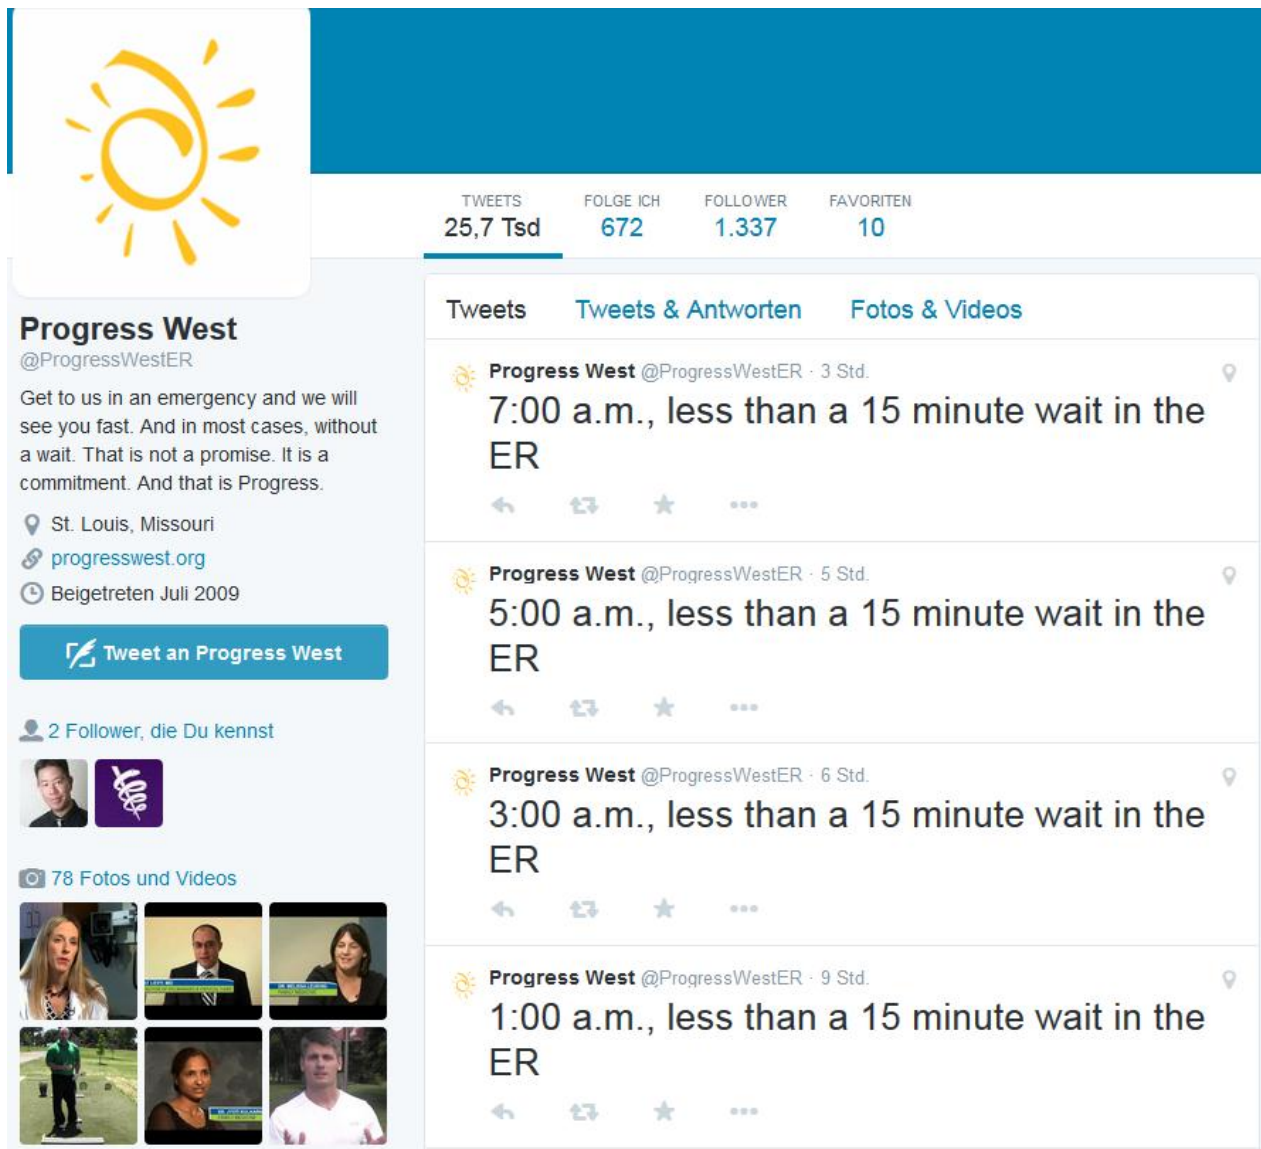 TWEETS
25,7 Tsd
FOLGE ICH
672
FOLLOWER
1.337
FAVORITEN
10
Progress West
@ProgressWestER
Get to us in an emergency and we will
see you fast. And in most cases, without
a wait. That is not a promise. It is a
commitment. And that is Progress.
St. Louis, Missouri
progresswest.org
Beigetreten Juli 2009
Tweet an Progress West
2 Follower, die Du kennst
78 Fotos und Videos
Tweets Tweets & Antworten Fotos & Videos
Progress West @ProgressWestER · 3 Std.
7:00 a.m., less than a 15 minute wait in the
ER
Progress West @ProgressWestER · 5 Std.
5:00 a.m., less than a 15 minute wait in the
ER
Progress West @ProgressWestER · 6 Std.
3:00 a.m., less than a 15 minute wait in the
ER
Progress West @ProgressWestER · 9 Std.
1:00 a.m., less than a 15 minute wait in the
ER